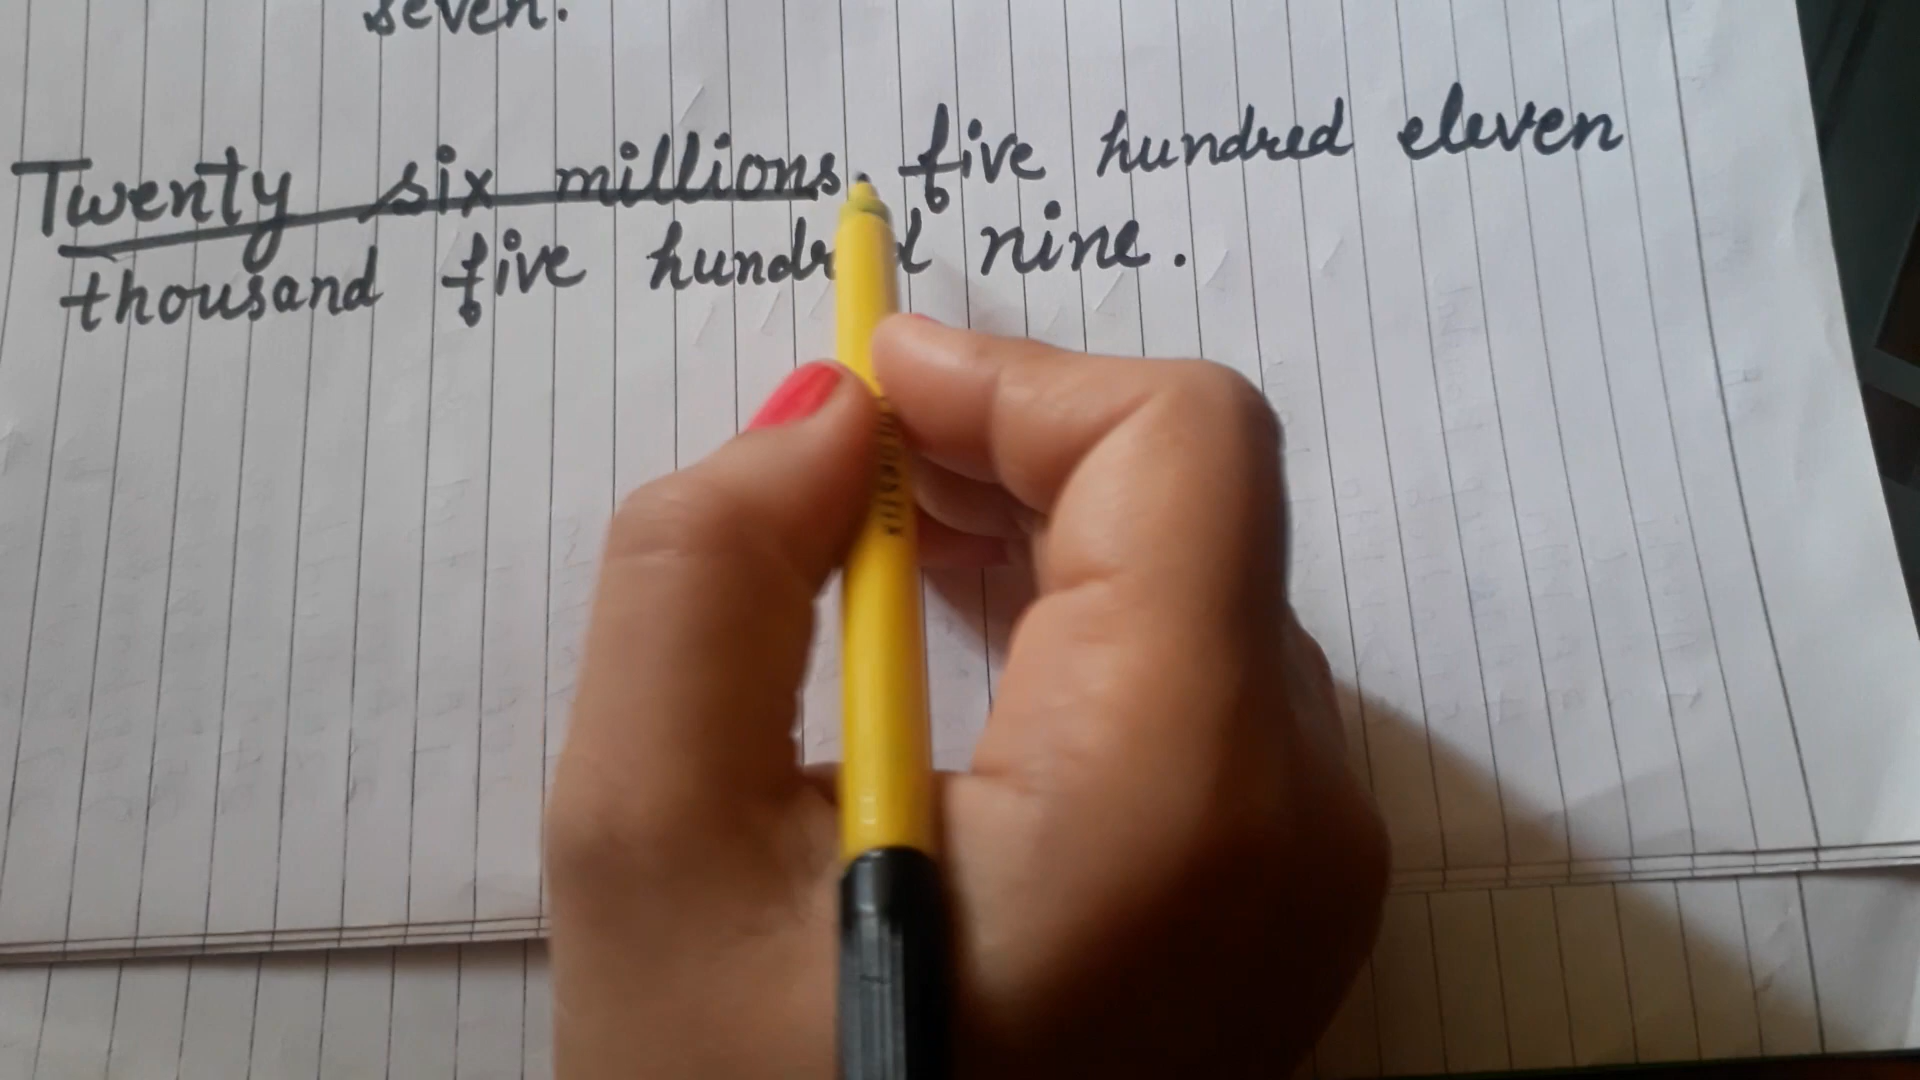 seven.
Twenty six millions, five hundred eleven
thousand five hundred nine.